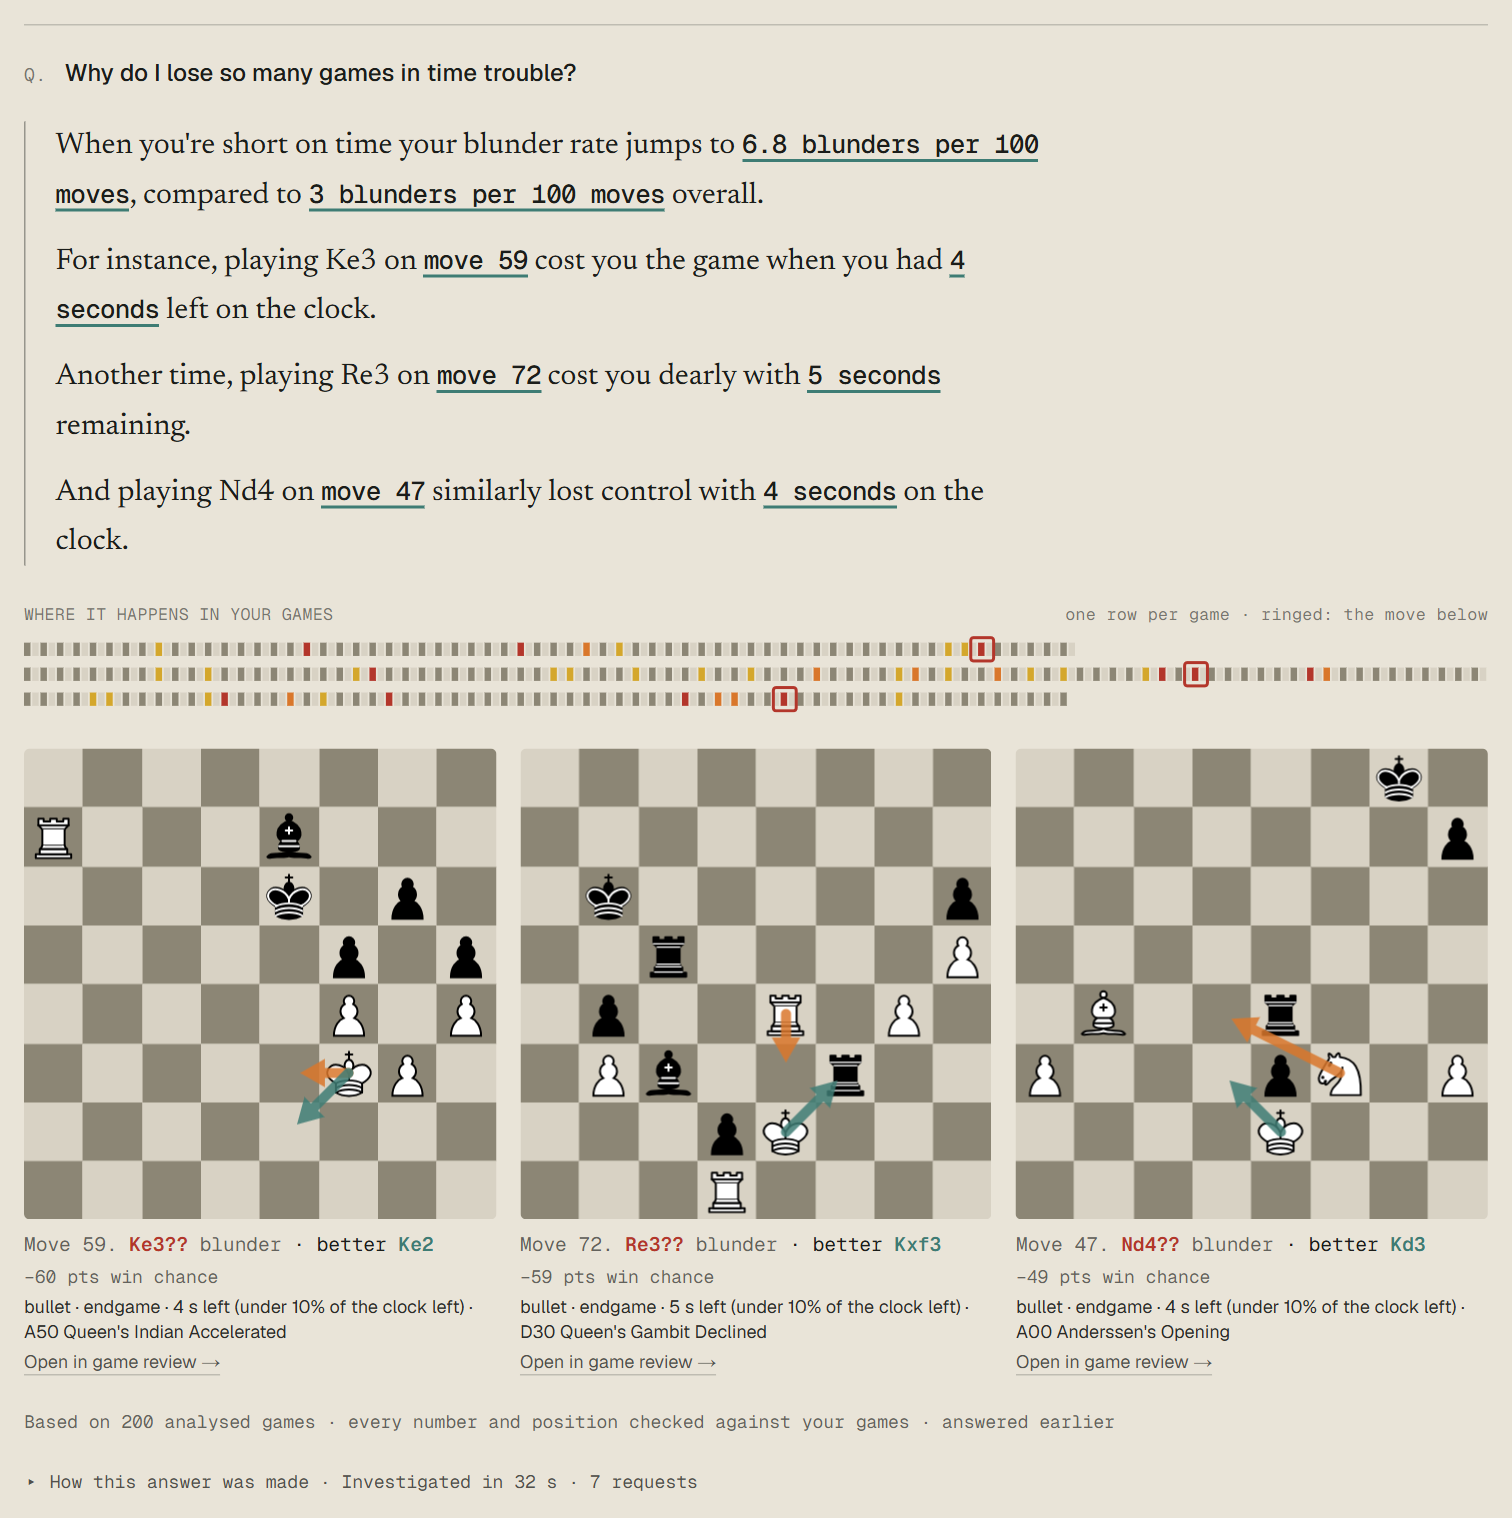 Q. Why do I lose so many games in time trouble?
When you're short on time your blunder rate jumps to 6.8 blunders per 100
moves, compared to 3 blunders per 100 moves overall.
For instance, playing Ke3 on move 59 cost you the game when you had 4
seconds left on the clock.
Another time, playing Re3 on move 72 cost you dearly with 5 seconds
remaining.
And playing Nd4 on move 47 similarly lost control with 4 seconds on the
clock.
WHERE IT HAPPENS IN YOUR GAMES
one row per game · ringed: the move below
Move 59. Ke3?? blunder · better Ke2
−60 pts win chance
bullet · endgame · 4 s left (under 10% of the clock left) ·
A50 Queen's Indian Accelerated
Open in game review →
Move 72. Re3?? blunder · better Kxf3
−59 pts win chance
bullet · endgame · 5 s left (under 10% of the clock left) ·
D30 Queen's Gambit Declined
Open in game review →
Move 47. Nd4?? blunder · better Kd3
−49 pts win chance
bullet · endgame · 4 s left (under 10% of the clock left) ·
A00 Anderssen's Opening
Open in game review →
Based on 200 analysed games · every number and position checked against your games · answered earlier
▸ How this answer was made · Investigated in 32 s · 7 requests